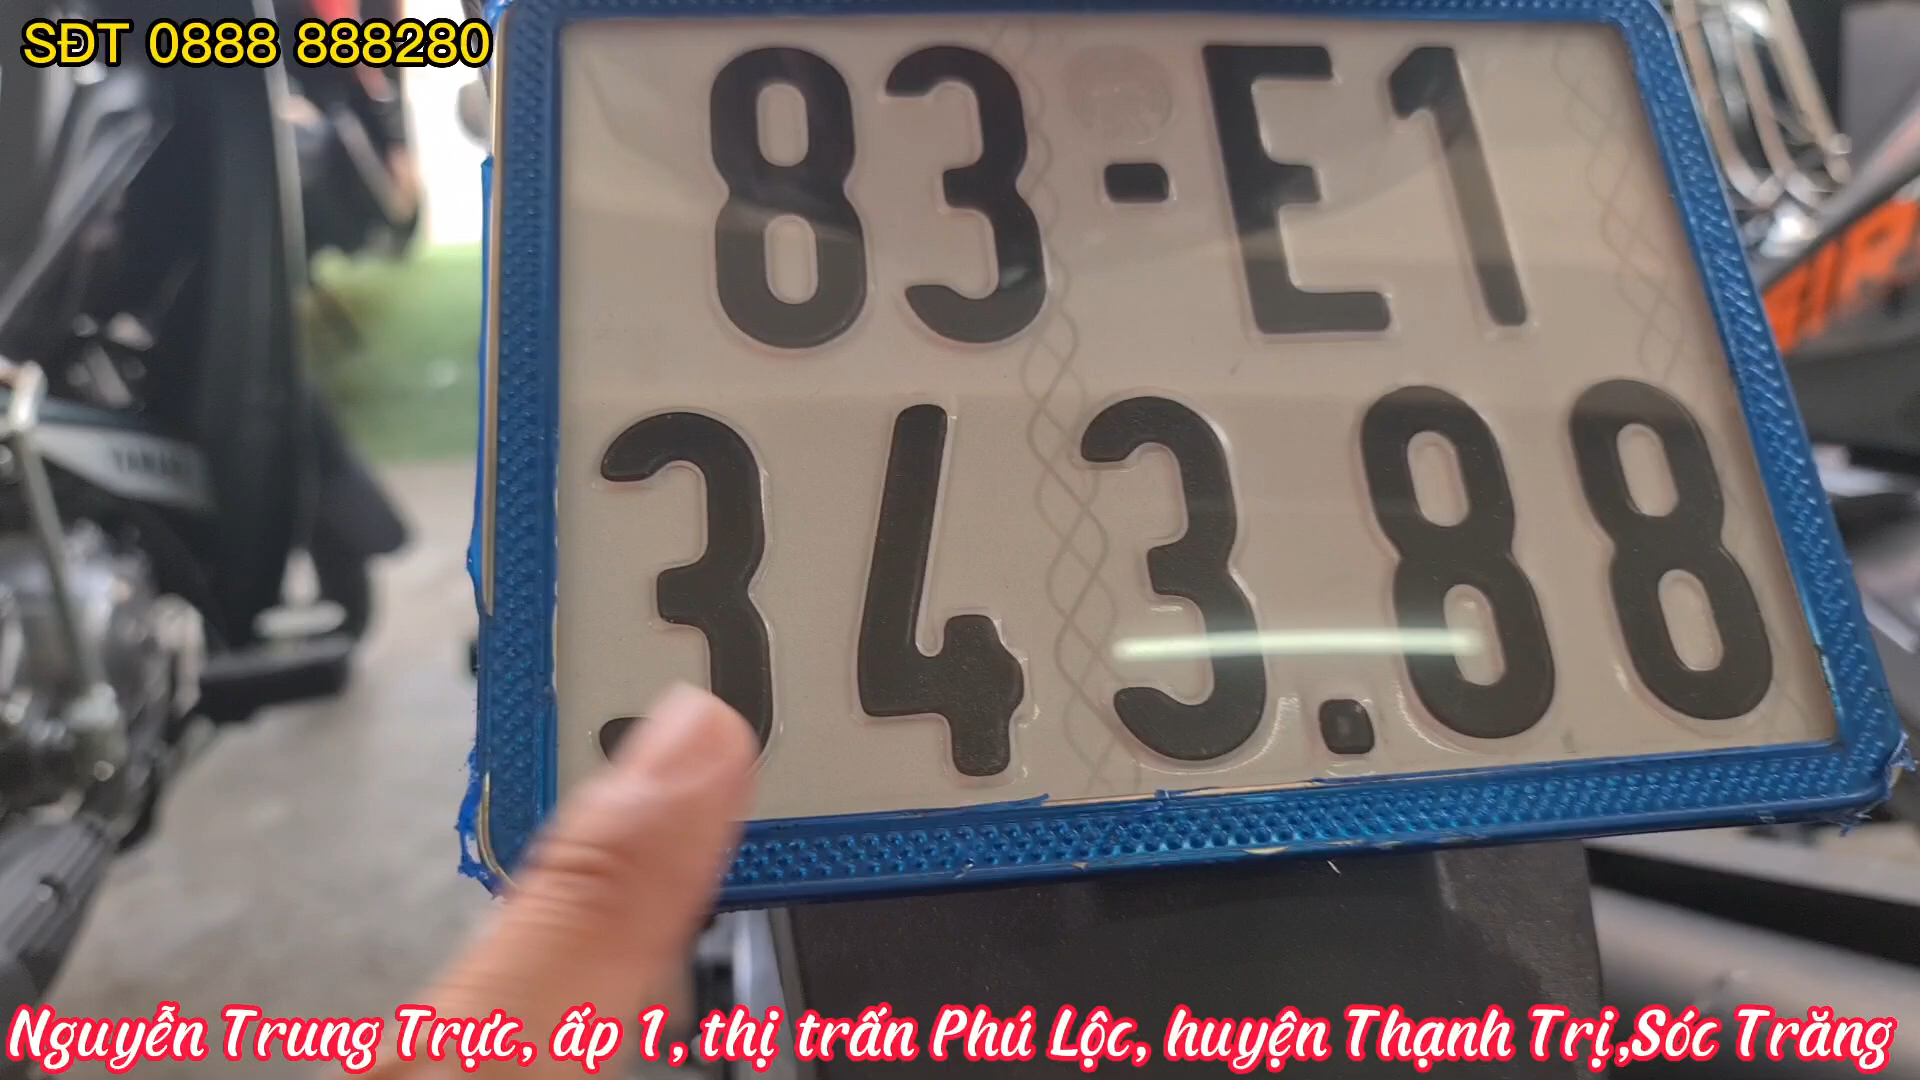 SĐT 0888 888280
83-E1
343.88
YAMAHA
Nguyễn Trung Trực, ấp 1, thị trấn Phú Lộc, huyện Thạnh Trị,Sóc Trăng